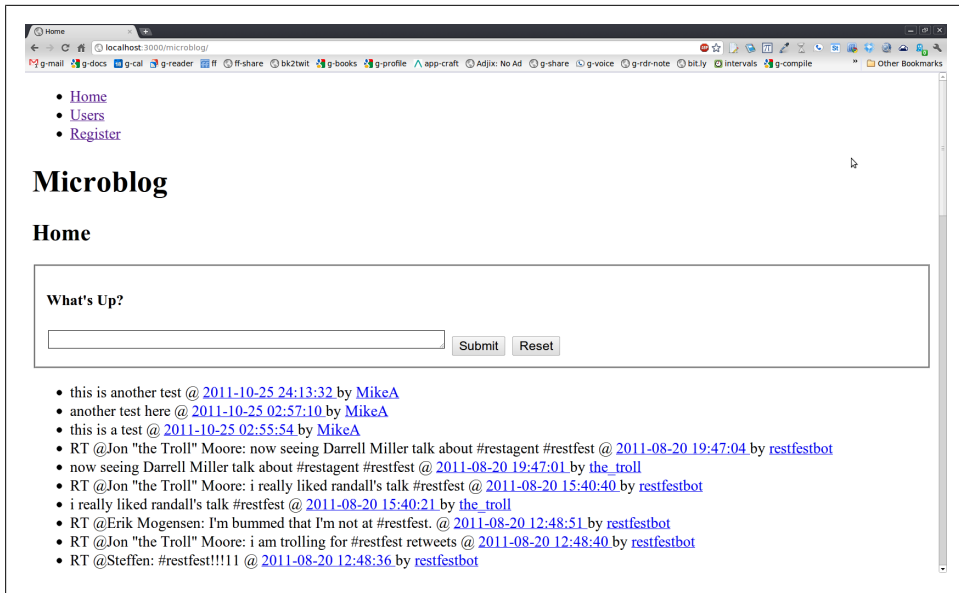 Home
localhost:3000/microblog/
g-mail g-docs g-cal g-reader ff ff-share bk2twit g-books g-profile app-craft Adjix: No Ad g-share g-voice g-rdr-note bit.ly intervals g-compile » Other Bookmarks
• Home
• Users
• Register
Microblog
Home
What's Up?
Submit Reset
• this is another test @ 2011-10-25 24:13:32 by MikeA
• another test here @ 2011-10-25 02:57:10 by MikeA
• this is a test @ 2011-10-25 02:55:54 by MikeA
• RT @Jon "the Troll" Moore: now seeing Darrell Miller talk about #restagent #restfest @ 2011-08-20 19:47:04 by restfestbot
• now seeing Darrell Miller talk about #restagent #restfest @ 2011-08-20 19:47:01 by the_troll
• RT @Jon "the Troll" Moore: i really liked randall's talk #restfest @ 2011-08-20 15:40:40 by restfestbot
• i really liked randall's talk #restfest @ 2011-08-20 15:40:21 by the_troll
• RT @Erik Mogensen: I'm bummed that I'm not at #restfest. @ 2011-08-20 12:48:51 by restfestbot
• RT @Jon "the Troll" Moore: i am trolling for #restfest retweets @ 2011-08-20 12:48:40 by restfestbot
• RT @Steffen: #restfest!!!11 @ 2011-08-20 12:48:36 by restfestbot